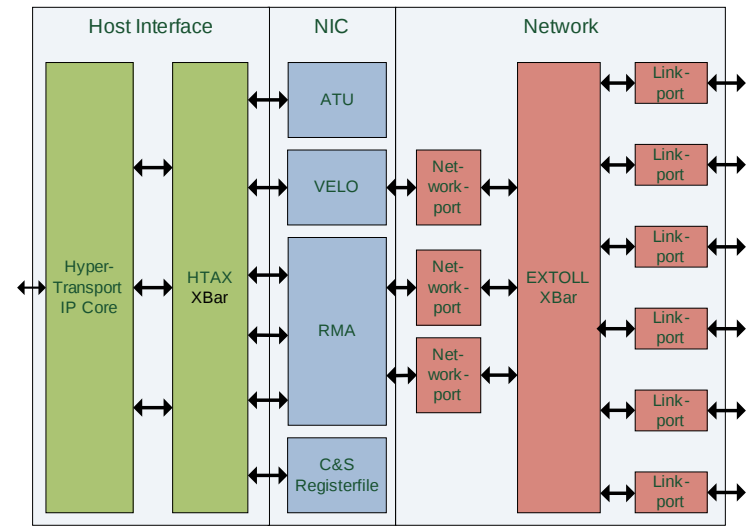 Host Interface
NIC
Network
Hyper-
Transport
IP Core
HTAX
XBar
ATU
VELO
RMA
C&S
Registerfile
Net-
work-
port
Net-
work-
port
Net-
work-
port
EXTOLL
XBar
Link-
port
Link-
port
Link-
port
Link-
port
Link-
port
Link-
port